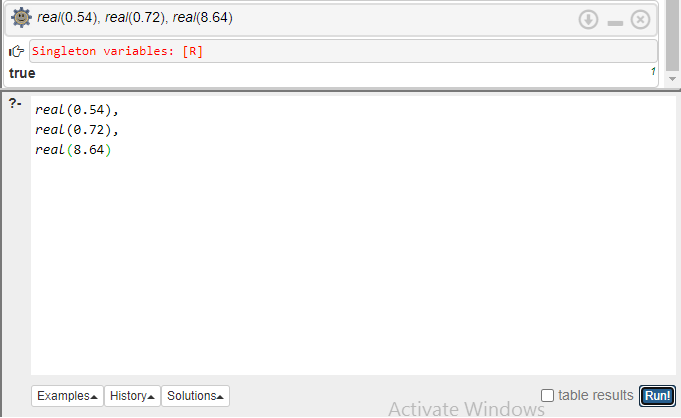 real(0.54), real(0.72), real(8.64)
Singleton variables: [R]
true 1
?- real(0.54),
real(0.72),
real(8.64)
Examples History Solutions table results Run!
Activate Windows